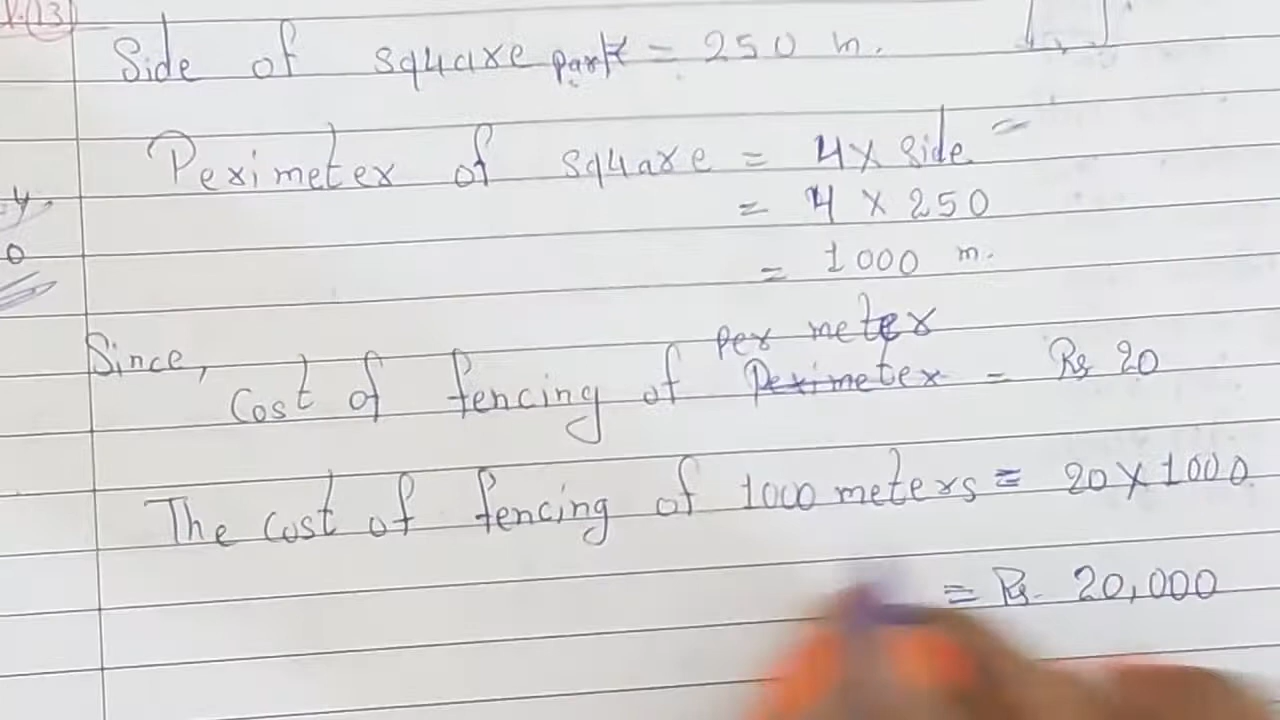 Side of square park = 250 m.
Perimeter of square = 4 x side =
= 4 x 250
= 1000 m.
per meter
Since, Cost of fencing of Perimeter = Rs 20
The cost of fencing of 1000 meters = 20 x 1000
= Rs. 20,000